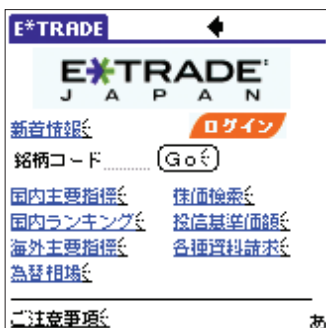 E*TRADE
E*TRADE
JAPAN
新着情報
ログイン
銘柄コード........ Go
国内主要指標 株価検索
国内ランキング 投信基準価額
海外主要指標 各種資料請求
為替相場
ご注意事項 あ